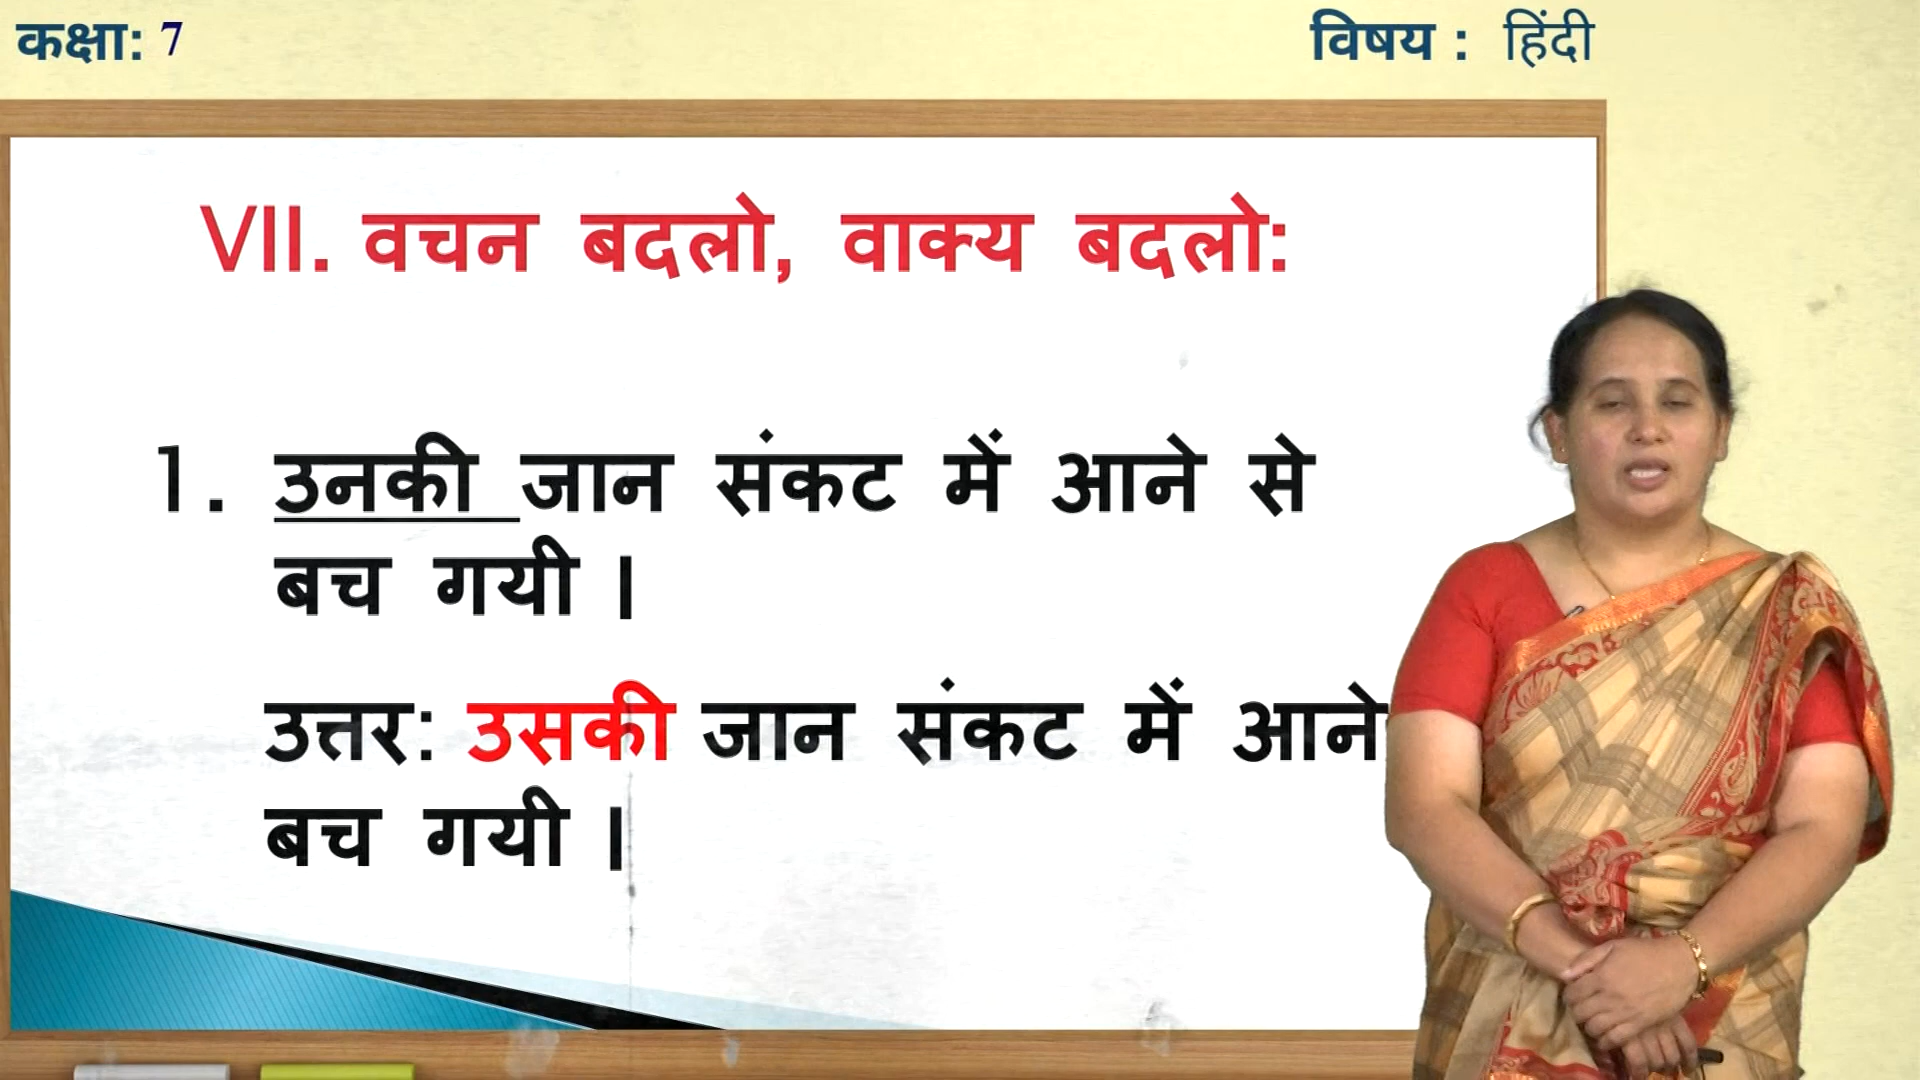 कक्षा: 7
विषय : हिंदी
VII. वचन बदलो, वाक्य बदलो:
1. उनकी जान संकट में आने से
बच गयी ।
उत्तर: उसकी जान संकट में आने
बच गयी ।